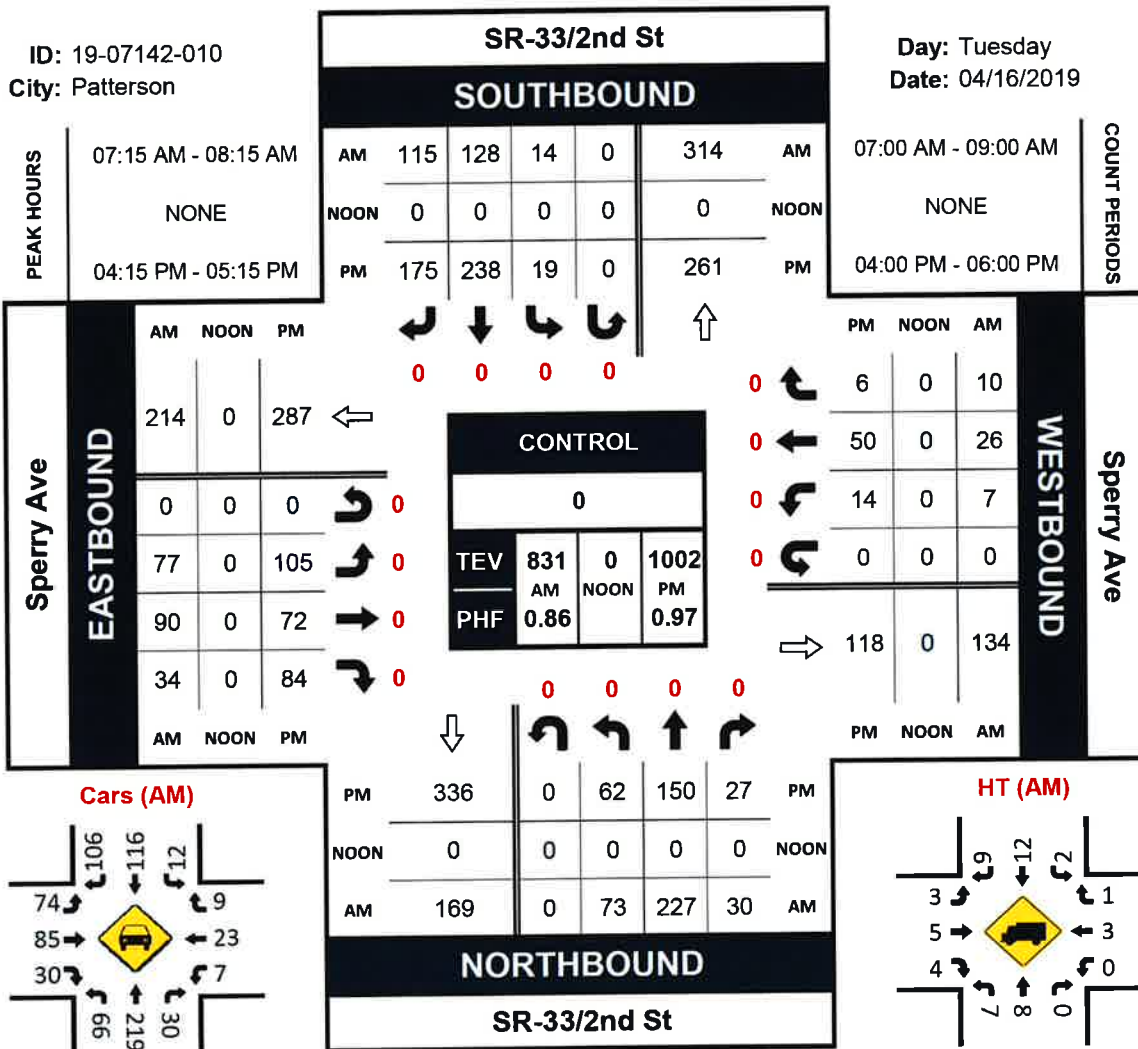 ID: 19-07142-010
City: Patterson
SR-33/2nd St
SOUTHBOUND
Day: Tuesday
Date: 04/16/2019
PEAK HOURS
07:15 AM - 08:15 AM
NONE
04:15 PM - 05:15 PM
AM 115 128 14 0 314 AM
NOON 0 0 0 0 0 NOON
PM 175 238 19 0 261 PM
07:00 AM - 09:00 AM
NONE
04:00 PM - 06:00 PM
COUNT PERIODS
0 0 0 0
Sperry Ave
EASTBOUND
AM NOON PM
214 0 287
0 0 0 0
77 0 105 0
90 0 72 0
34 0 84 0
AM NOON PM
CONTROL
0
TEV 831 0 1002
AM NOON PM
PHF 0.86 0.97
PM NOON AM
0 6 0 10
0 50 0 26
0 14 0 7
0 0 0 0
118 0 134
PM NOON AM
WESTBOUND
Sperry Ave
0 0 0 0
PM 336 0 62 150 27 PM
NOON 0 0 0 0 0 NOON
AM 169 0 73 227 30 AM
NORTHBOUND
SR-33/2nd St
Cars (AM)
106 116 12
74 9
85 23
30 7
66 219 30
HT (AM)
9 12 2
3 1
5 3
4 0
7 8 0